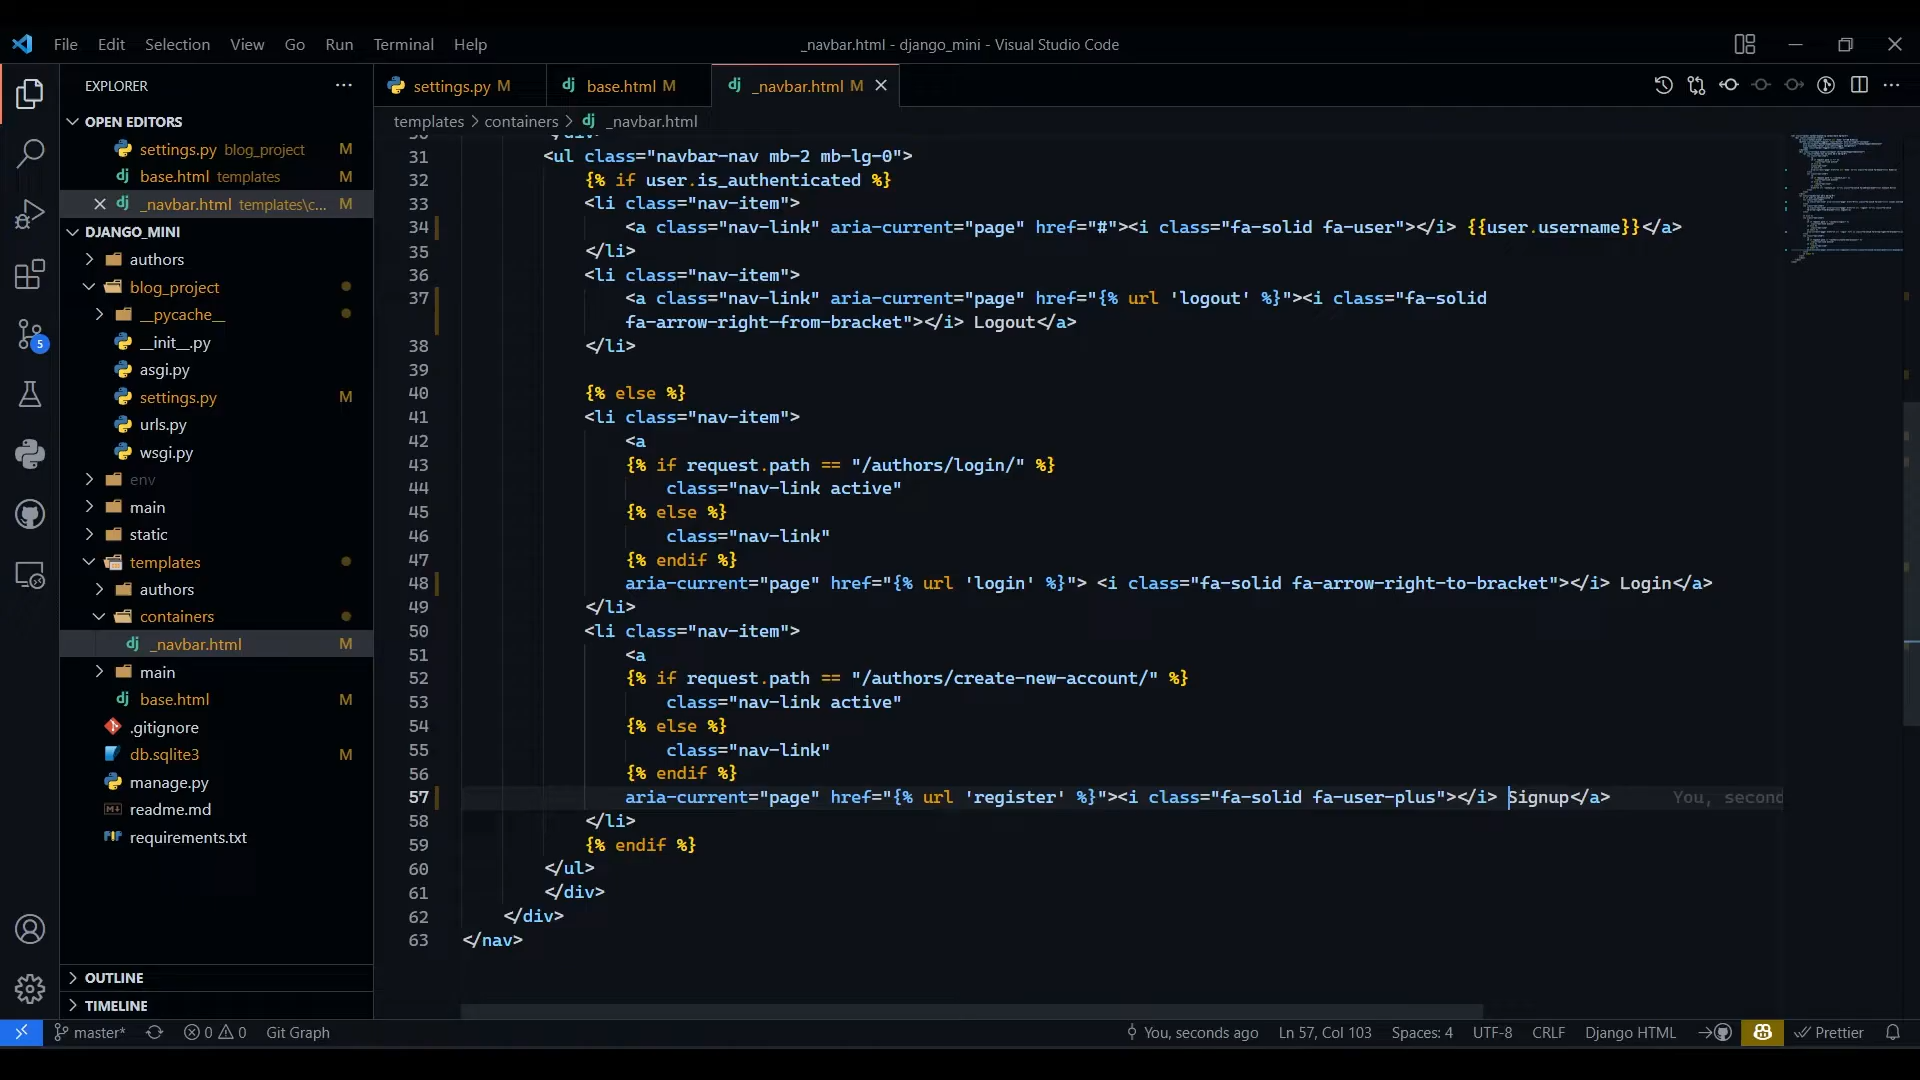 File Edit Selection View Go Run Terminal Help
_navbar.html - django_mini - Visual Studio Code
EXPLORER
OPEN EDITORS
settings.py blog_project M
base.html templates M
_navbar.html templates\c... M
DJANGO_MINI
authors
blog_project
__pycache__
__init__.py
asgi.py
settings.py M
urls.py
wsgi.py
env
main
static
templates
authors
containers
_navbar.html M
main
base.html M
.gitignore
db.sqlite3 M
manage.py
readme.md
requirements.txt
OUTLINE
TIMELINE
5
settings.py M
base.html M
_navbar.html M
templates > containers > _navbar.html
30 </div>
31 <ul class="navbar-nav mb-2 mb-lg-0">
32 {% if user.is_authenticated %}
33 <li class="nav-item">
34 <a class="nav-link" aria-current="page" href="#"><i class="fa-solid fa-user"></i> {{user.username}}</a>
35 </li>
36 <li class="nav-item">
37 <a class="nav-link" aria-current="page" href="{% url 'logout' %}"><i class="fa-solid
fa-arrow-right-from-bracket"></i> Logout</a>
38 </li>
39
40 {% else %}
41 <li class="nav-item">
42 <a
43 {% if request.path == "/authors/login/" %}
44 class="nav-link active"
45 {% else %}
46 class="nav-link"
47 {% endif %}
48 aria-current="page" href="{% url 'login' %}"> <i class="fa-solid fa-arrow-right-to-bracket"></i> Login</a>
49 </li>
50 <li class="nav-item">
51 <a
52 {% if request.path == "/authors/create-new-account/" %}
53 class="nav-link active"
54 {% else %}
55 class="nav-link"
56 {% endif %}
57 aria-current="page" href="{% url 'register' %}"><i class="fa-solid fa-user-plus"></i> Signup</a> You, second
58 </li>
59 {% endif %}
60 </ul>
61 </div>
62 </div>
63 </nav>
master* 0 0 Git Graph
You, seconds ago Ln 57, Col 103 Spaces: 4 UTF-8 CRLF Django HTML Prettier